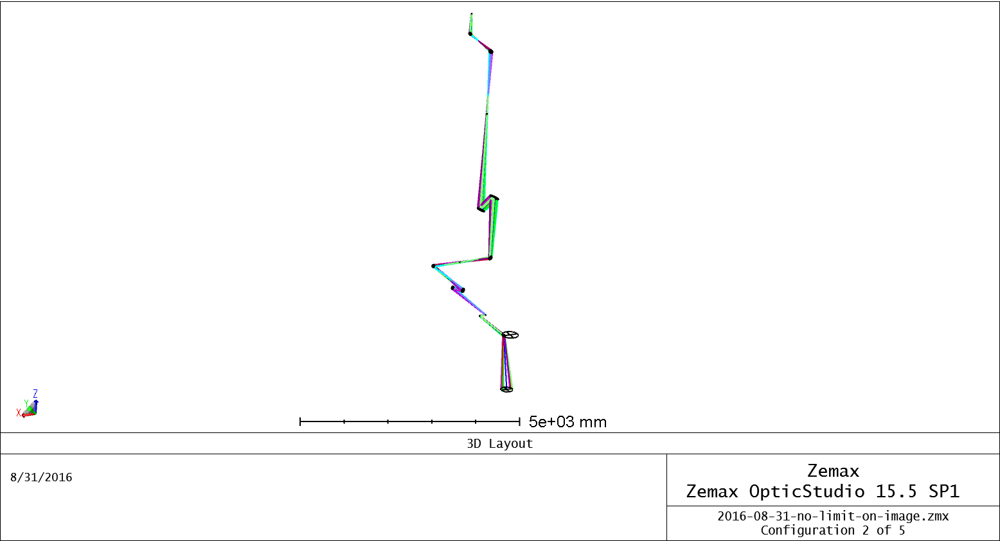 Z
Y
X
5e+03 mm
3D Layout
8/31/2016
Zemax
Zemax OpticStudio 15.5 SP1
2016-08-31-no-limit-on-image.zmx
Configuration 2 of 5